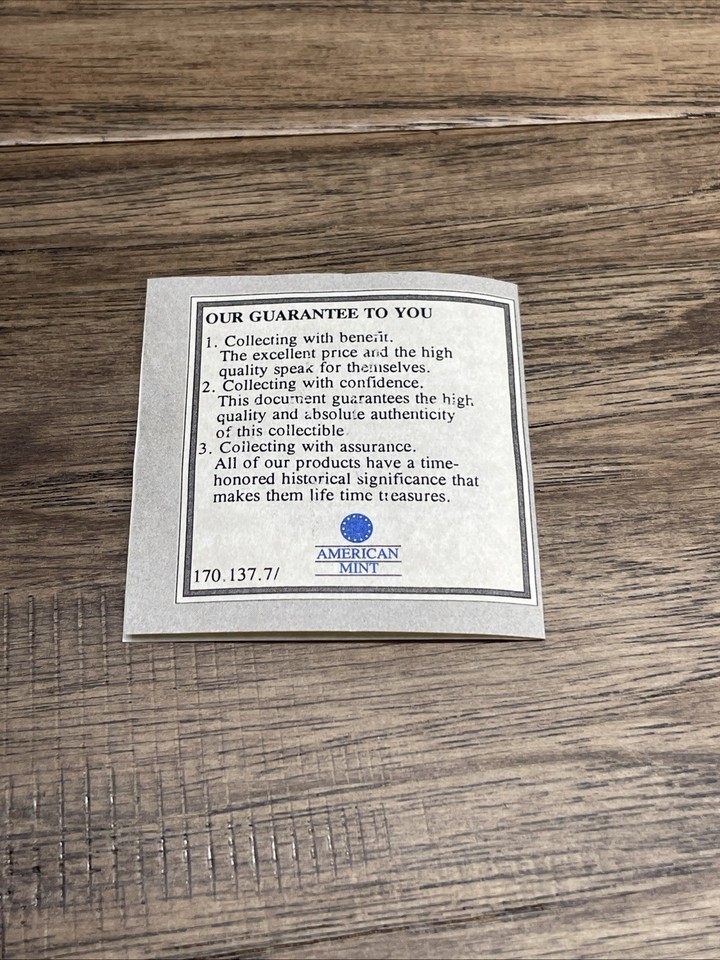 OUR GUARANTEE TO YOU
1. Collecting with benefit.
The excellent price and the high
quality speak for themselves.
2. Collecting with confidence.
This document guarantees the high
quality and absolute authenticity
of this collectible
3. Collecting with assurance.
All of our products have a time-
honored historical significance that
makes them life time treasures.
AMERICAN
MINT
170.137.7/